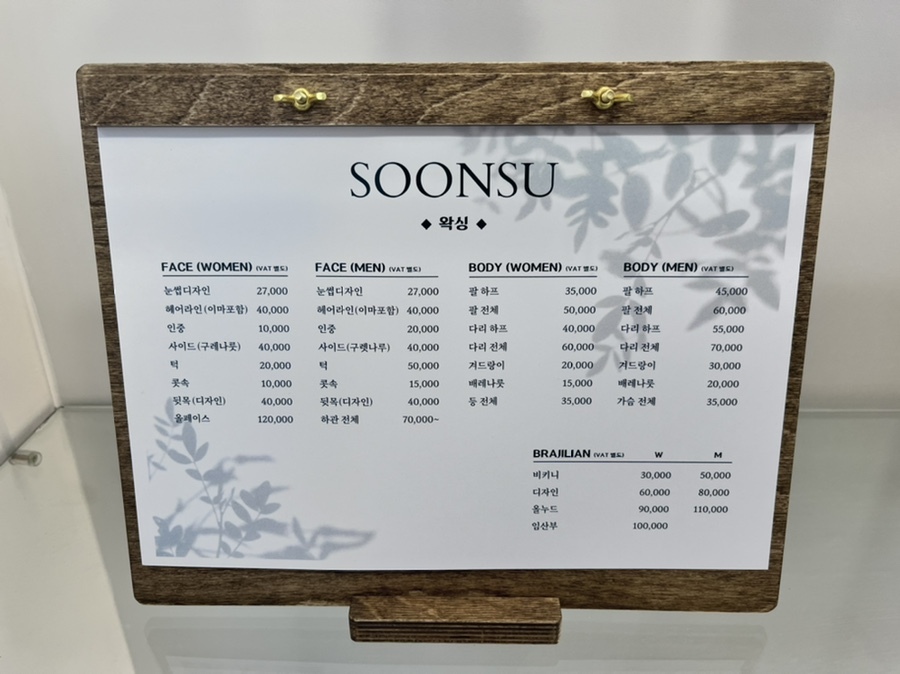 SOONSU
◆ 왁싱 ◆
FACE (WOMEN) (VAT 별도)
눈썹디자인 27,000
헤어라인(이마포함) 40,000
인중 10,000
사이드(구레나룻) 40,000
턱 20,000
콧속 10,000
뒷목(디자인) 40,000
올페이스 120,000
FACE (MEN) (VAT 별도)
눈썹디자인 27,000
헤어라인(이마포함) 40,000
인중 20,000
사이드(구렛나루) 40,000
턱 50,000
콧속 15,000
뒷목(디자인) 40,000
하관 전체 70,000~
BODY (WOMEN) (VAT 별도)
팔 하프 35,000
팔 전체 50,000
다리 하프 40,000
다리 전체 60,000
겨드랑이 20,000
배레나룻 15,000
등 전체 35,000
BODY (MEN) (VAT 별도)
팔 하프 45,000
팔 전체 60,000
다리 하프 55,000
다리 전체 70,000
겨드랑이 30,000
배레나룻 20,000
가슴 전체 35,000
BRAJILIAN (VAT 별도) W M
비키니 30,000 50,000
디자인 60,000 80,000
올누드 90,000 110,000
임산부 100,000